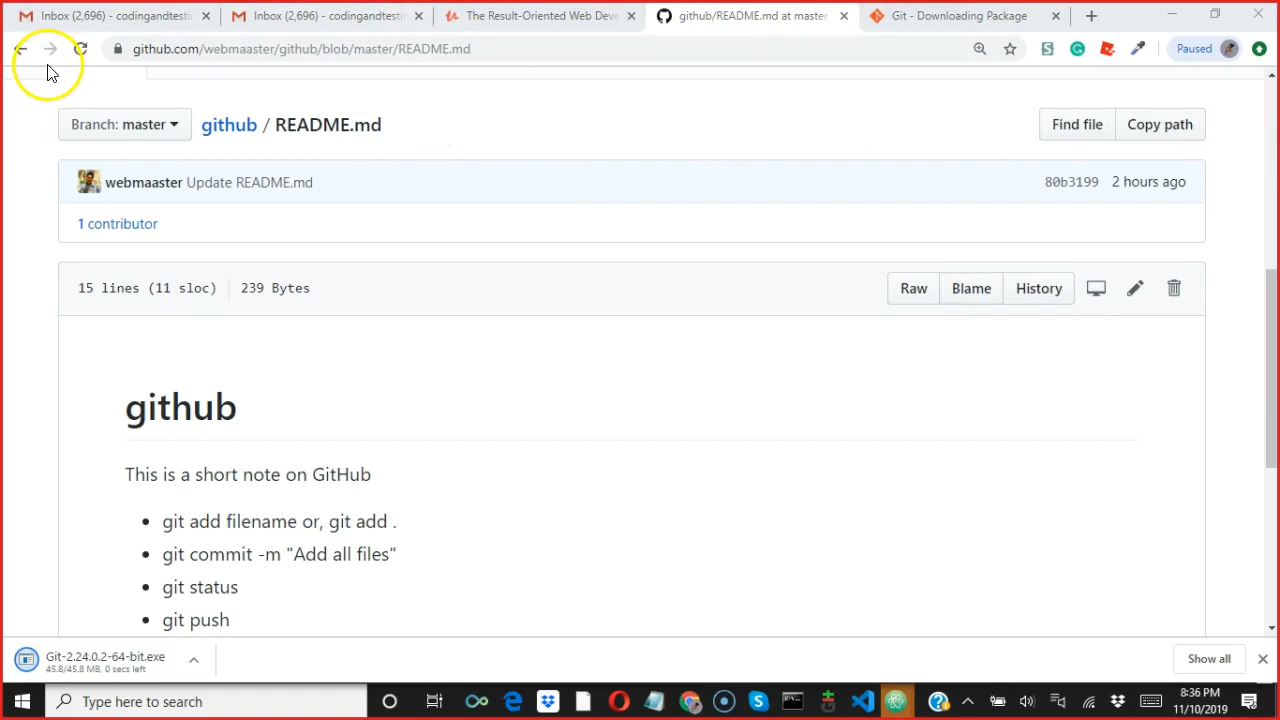 Inbox (2,696) - codingandtestin
Inbox (2,696) - codingandtestin
The Result-Oriented Web Deve
github/README.md at master
Git - Downloading Package
github.com/webmaaster/github/blob/master/README.md
Paused
Branch: master
github / README.md
Find file
Copy path
webmaaster Update README.md
80b3199 2 hours ago
1 contributor
15 lines (11 sloc)
239 Bytes
Raw
Blame
History
github
This is a short note on GitHub
• git add filename or, git add .
• git commit -m "Add all files"
• git status
• git push
Git-2.24.0.2-64-bit.exe
45.8/45.8 MB, 0 secs left
Show all
Type here to search
8:36 PM
11/10/2019